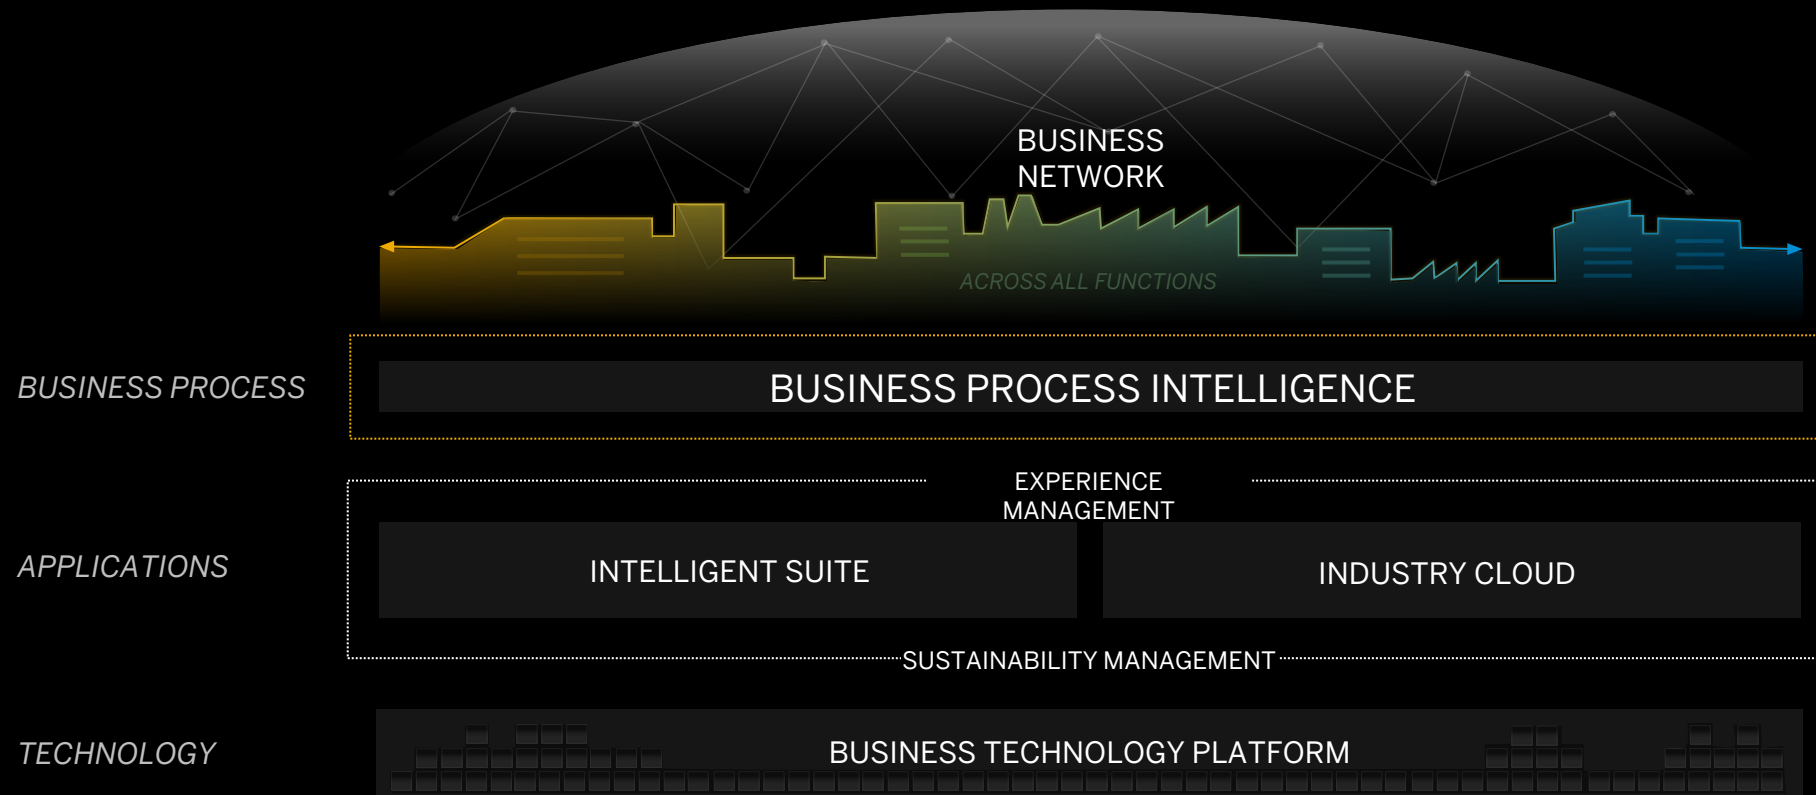 BUSINESS
NETWORK
ACROSS ALL FUNCTIONS
BUSINESS PROCESS
BUSINESS PROCESS INTELLIGENCE
EXPERIENCE
MANAGEMENT
APPLICATIONS
INTELLIGENT SUITE
INDUSTRY CLOUD
SUSTAINABILITY MANAGEMENT
TECHNOLOGY
BUSINESS TECHNOLOGY PLATFORM